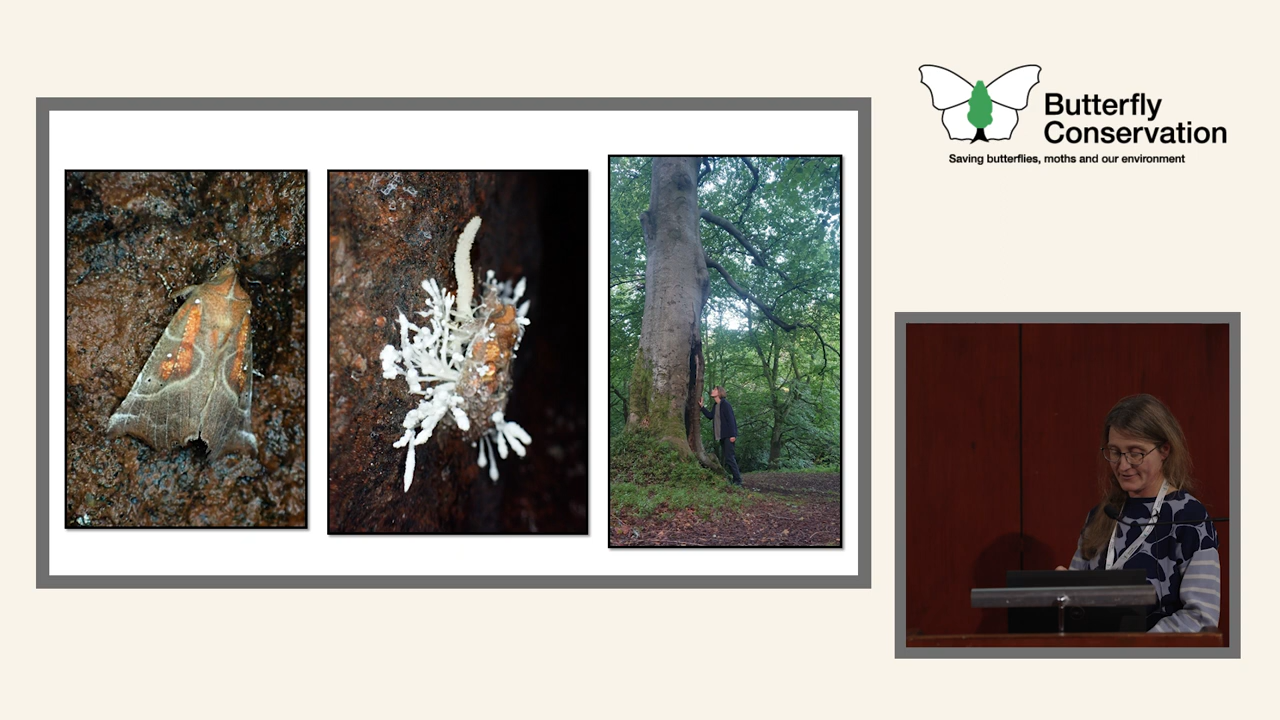 Butterfly
Conservation
Saving butterflies, moths and our environment